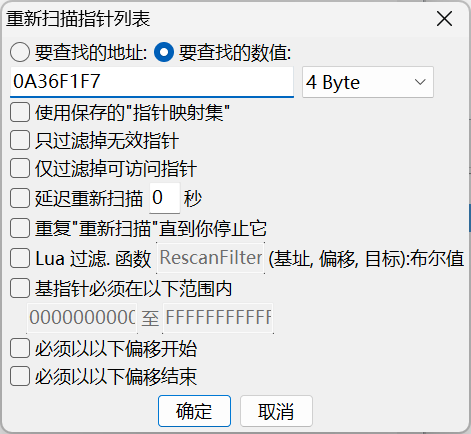 重新扫描指针列表
要查找的地址: 要查找的数值:
0A36F1F7 4 Byte
使用保存的"指针映射集"
只过滤掉无效指针
仅过滤掉可访问指针
延迟重新扫描 0 秒
重复"重新扫描"直到你停止它
Lua 过滤. 函数 RescanFilter (基址, 偏移, 目标):布尔值
基指针必须在以下范围内
0000000000 至 FFFFFFFFFFF
必须以以下偏移开始
必须以以下偏移结束
确定 取消